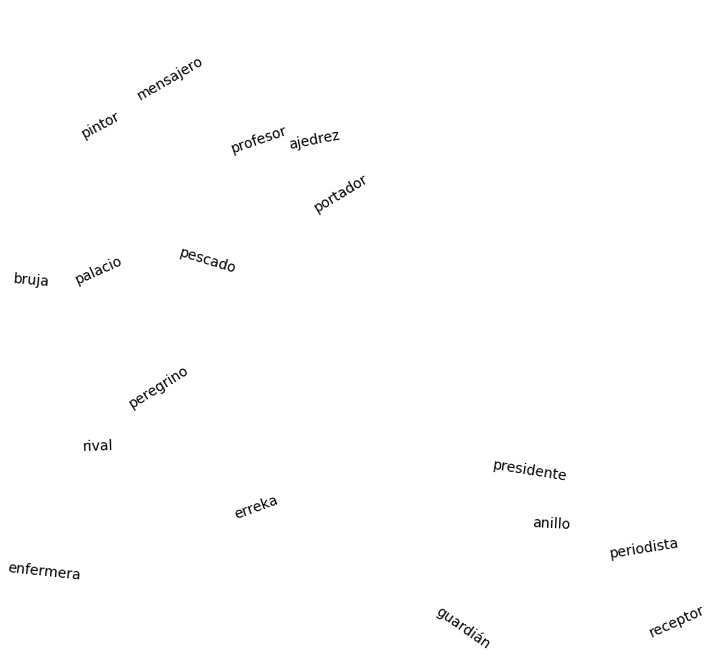 mensajero
pintor
profesor
ajedrez
portador
pescado
palacio
bruja
peregrino
rival
presidente
erreka
anillo
periodista
enfermera
receptor
guardián